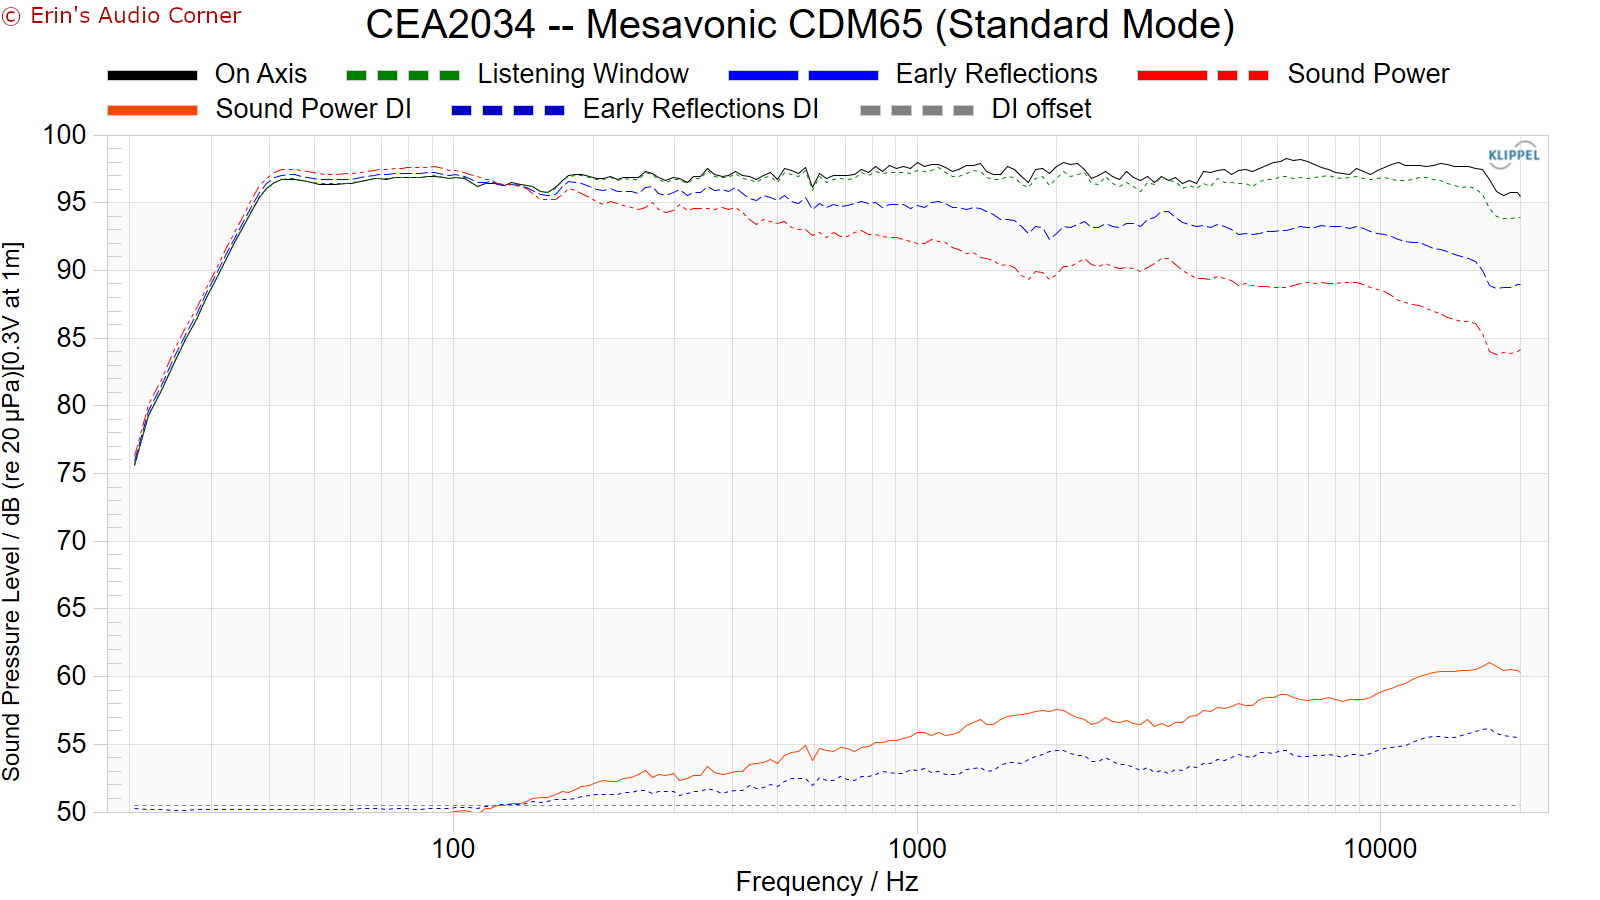 © Erin's Audio Corner
CEA2034 -- Mesavonic CDM65 (Standard Mode)
On Axis Listening Window Early Reflections Sound Power
Sound Power DI Early Reflections DI DI offset
KLIPPEL
Sound Pressure Level / dB (re 20 µPa)[0.3V at 1m]
100
95
90
85
80
75
70
65
60
55
50
100 1000 10000
Frequency / Hz